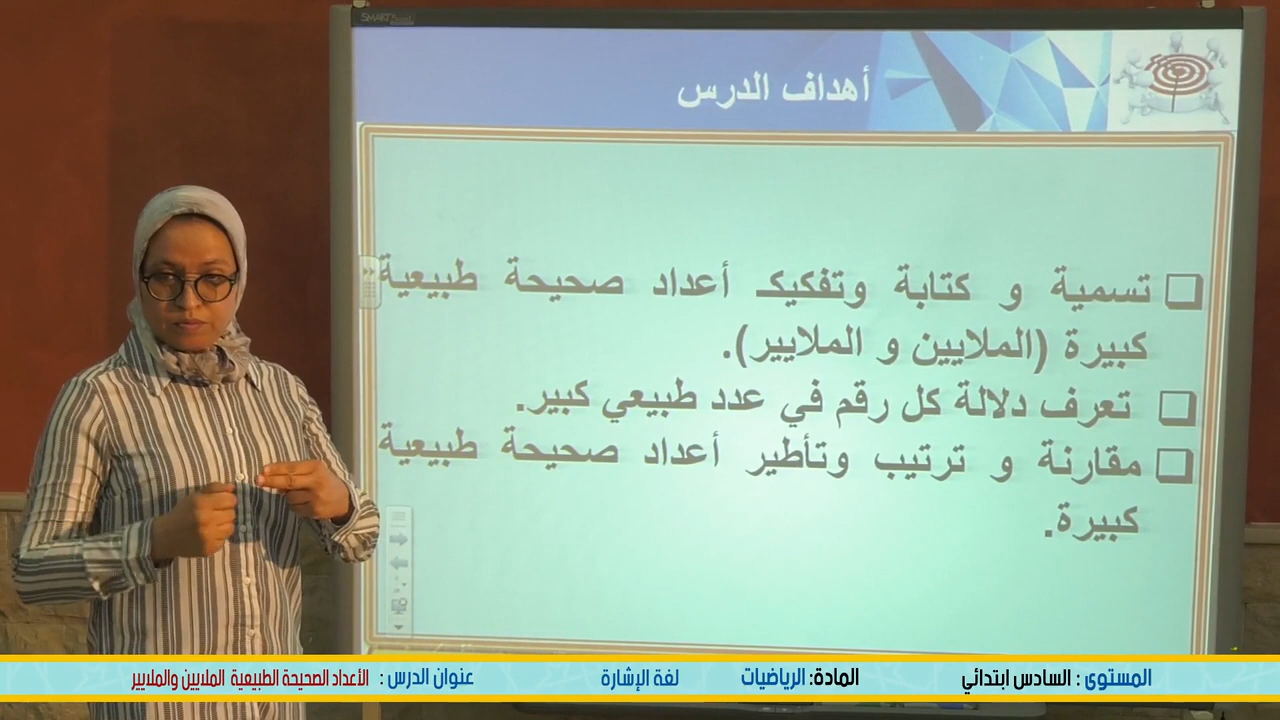 SMART
أهداف الدرس
تسمية و كتابة وتفكيك أعداد صحيحة طبيعية
كبيرة (الملايين و الملايير).
تعرف دلالة كل رقم في عدد طبيعي كبير.
مقارنة و ترتيب وتأطير أعداد صحيحة طبيعية
كبيرة.
المستوى : السادس ابتدائي المادة: الرياضيات لغة الإشارة عنوان الدرس : الأعداد الصحيحة الطبيعية الملايين والملايير